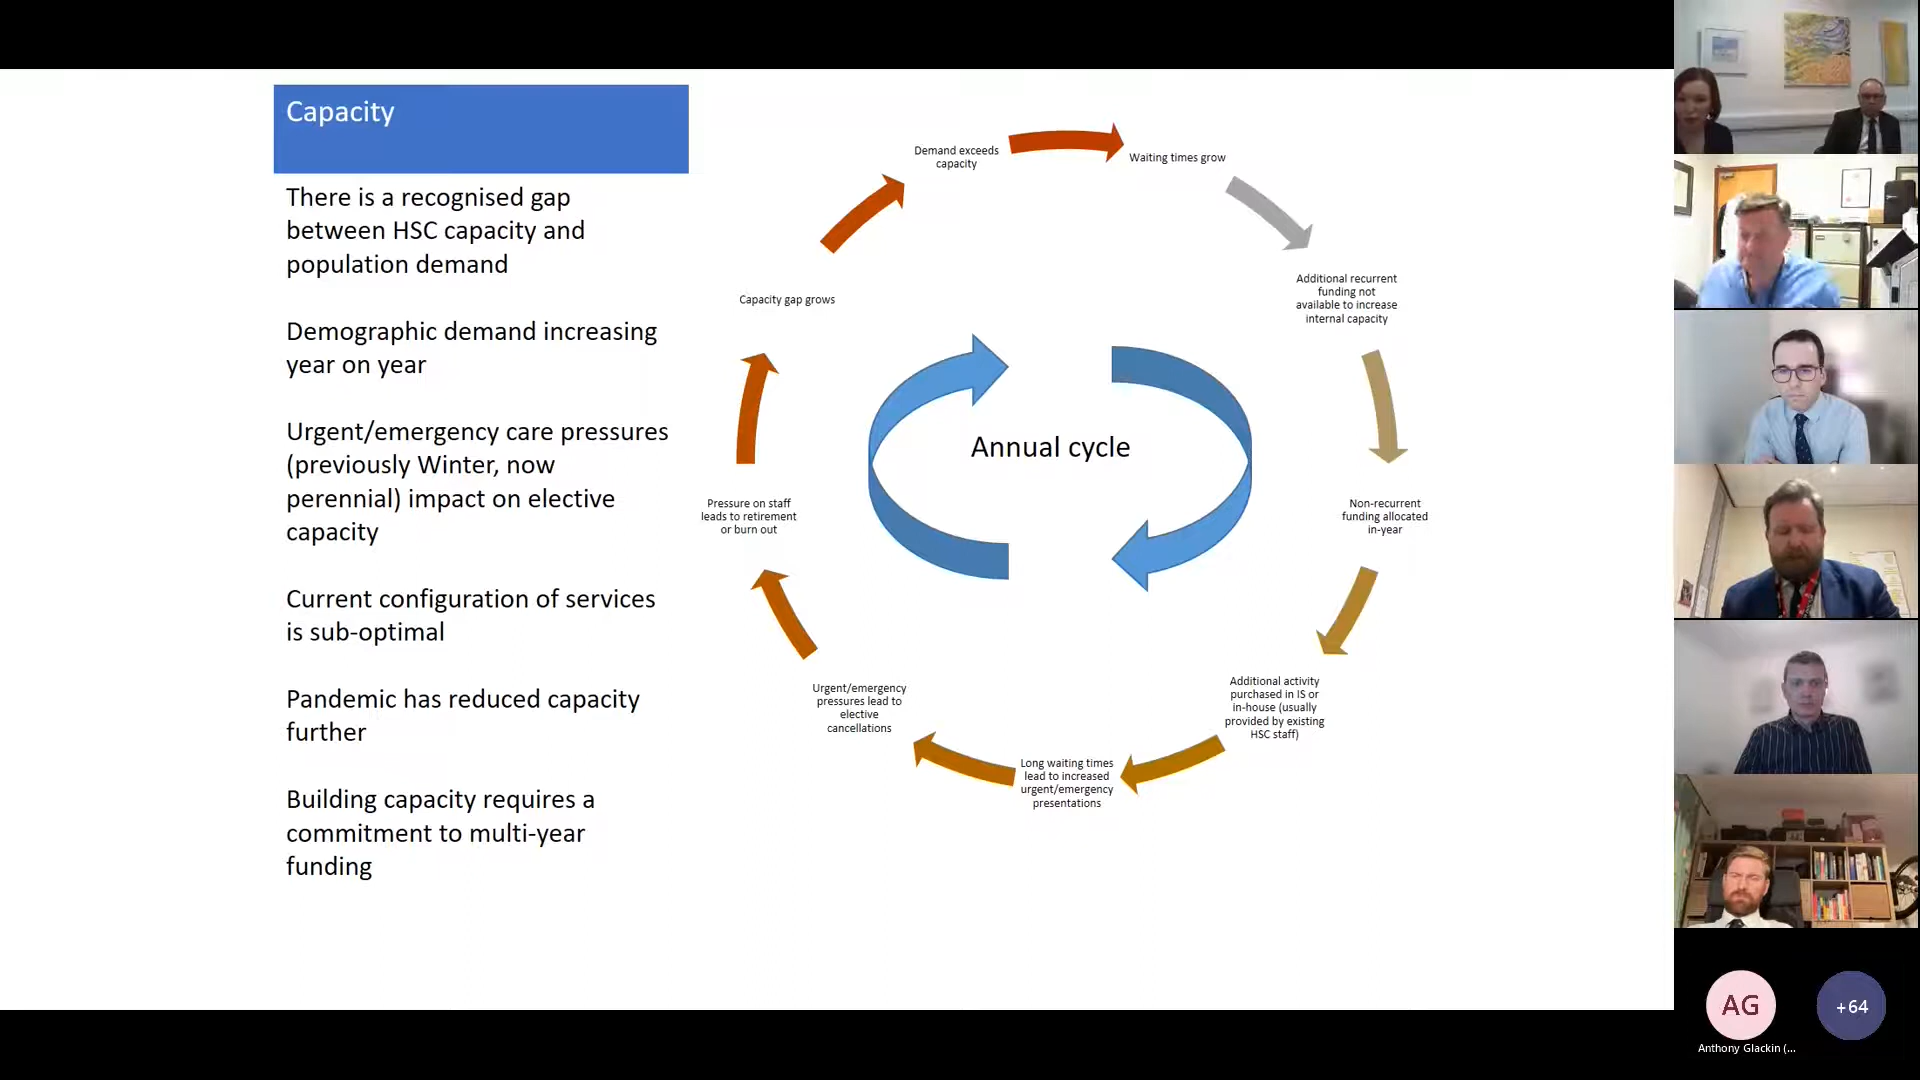 Capacity
There is a recognised gap
between HSC capacity and
population demand
Demographic demand increasing
year on year
Urgent/emergency care pressures
(previously Winter, now
perennial) impact on elective
capacity
Current configuration of services
is sub-optimal
Pandemic has reduced capacity
further
Building capacity requires a
commitment to multi-year
funding
Demand exceeds
capacity
Waiting times grow
Additional recurrent
funding not
available to increase
internal capacity
Non-recurrent
funding allocated
in-year
Additional activity
purchased in IS or
in-house (usually
provided by existing
HSC staff)
Long waiting times
lead to increased
urgent/emergency
presentations
Urgent/emergency
pressures lead to
elective
cancellations
Pressure on staff
leads to retirement
or burn out
Capacity gap grows
Annual cycle
AG
+64
Anthony Glackin (...